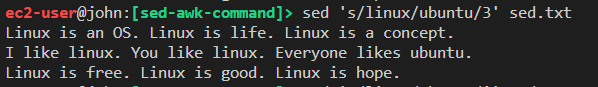 ec2-user@john:[sed-awk-command]> sed 's/linux/ubuntu/3' sed.txt
Linux is an OS. Linux is life. Linux is a concept.
I like linux. You like linux. Everyone likes ubuntu.
Linux is free. Linux is good. Linux is hope.